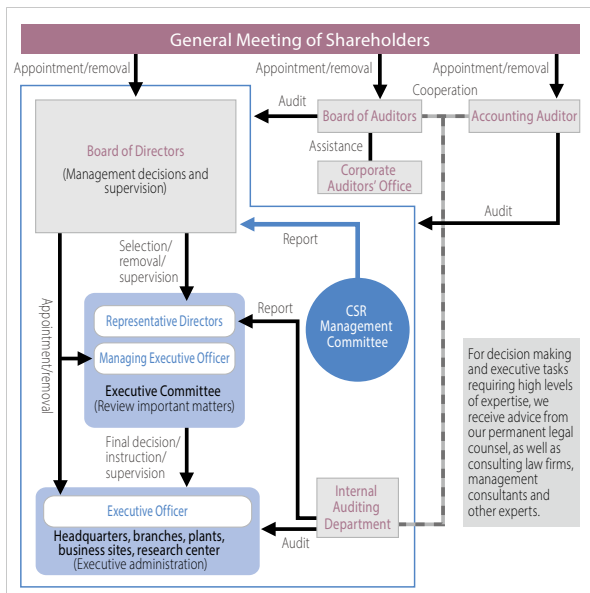 General Meeting of Shareholders
Appointment/removal
Appointment/removal
Appointment/removal
Cooperation
Audit
Board of Auditors
Accounting Auditor
Board of Directors
(Management decisions and
supervision)
Assistance
Corporate
Auditors' Office
Audit
Report
Selection/
removal/
supervision
Appointment/removal
Report
CSR
Management
Committee
Representative Directors
Managing Executive Officer
Executive Committee
(Review important matters)
For decision making
and executive tasks
requiring high levels
of expertise, we
receive advice from
our permanent legal
counsel, as well as
consulting law firms,
management
consultants and
other experts.
Final decision/
instruction/
supervision
Internal
Auditing
Department
Executive Officer
Headquarters, branches, plants,
business sites, research center
(Executive administration)
Audit